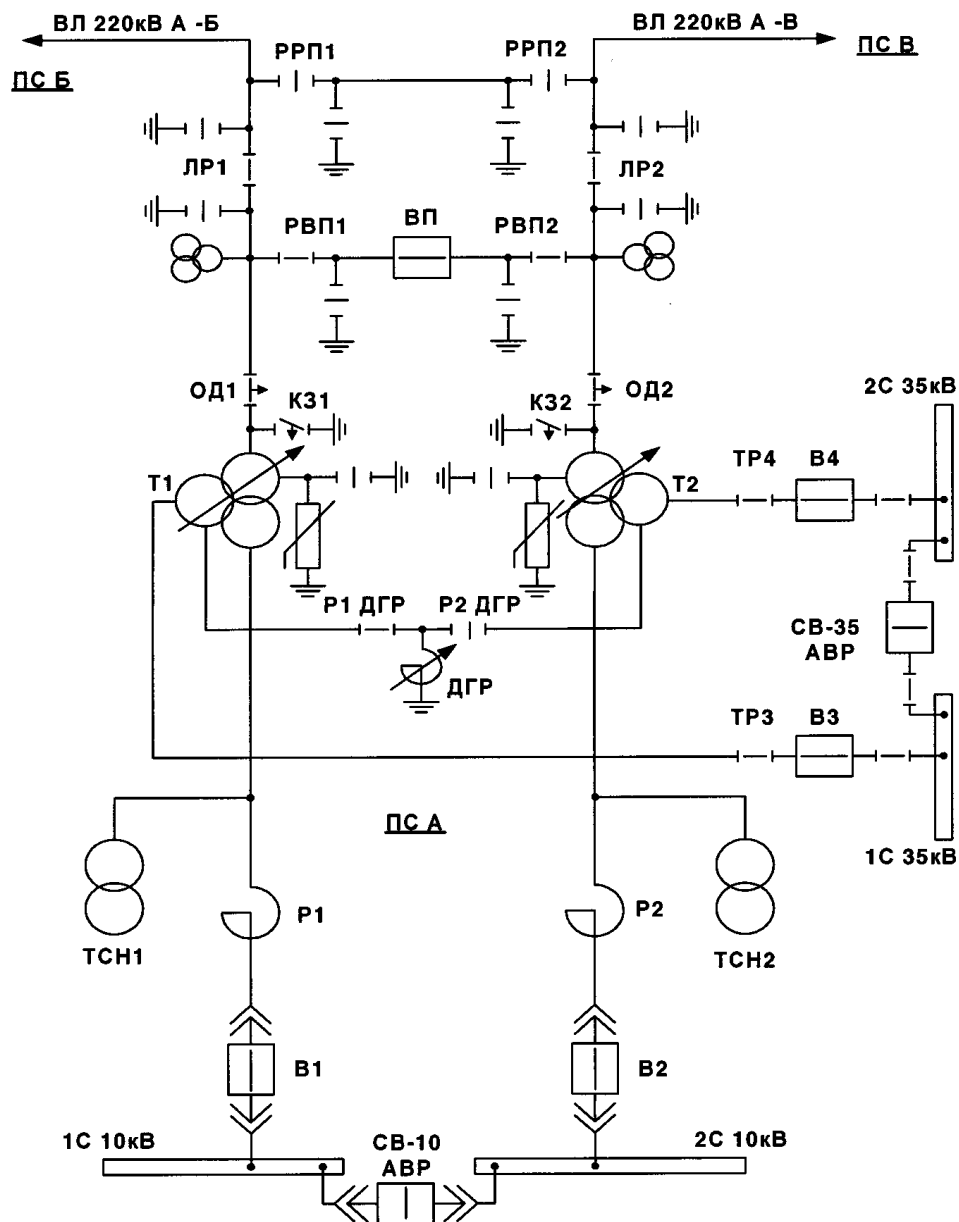 ВЛ 220кВ А -Б
ВЛ 220кВ А -В
ПС Б
РРП1
РРП2
ПС В
ЛР1
ЛР2
РВП1
ВП
РВП2
ОД1
КЗ1
КЗ2
ОД2
2С 35кВ
Т1
Т2
ТР4
В4
Р1 ДГР
Р2 ДГР
СВ-35
АВР
ДГР
ТР3
В3
ПС А
1С 35кВ
ТСН1
Р1
Р2
ТСН2
В1
В2
1С 10кВ
СВ-10
АВР
2С 10кВ